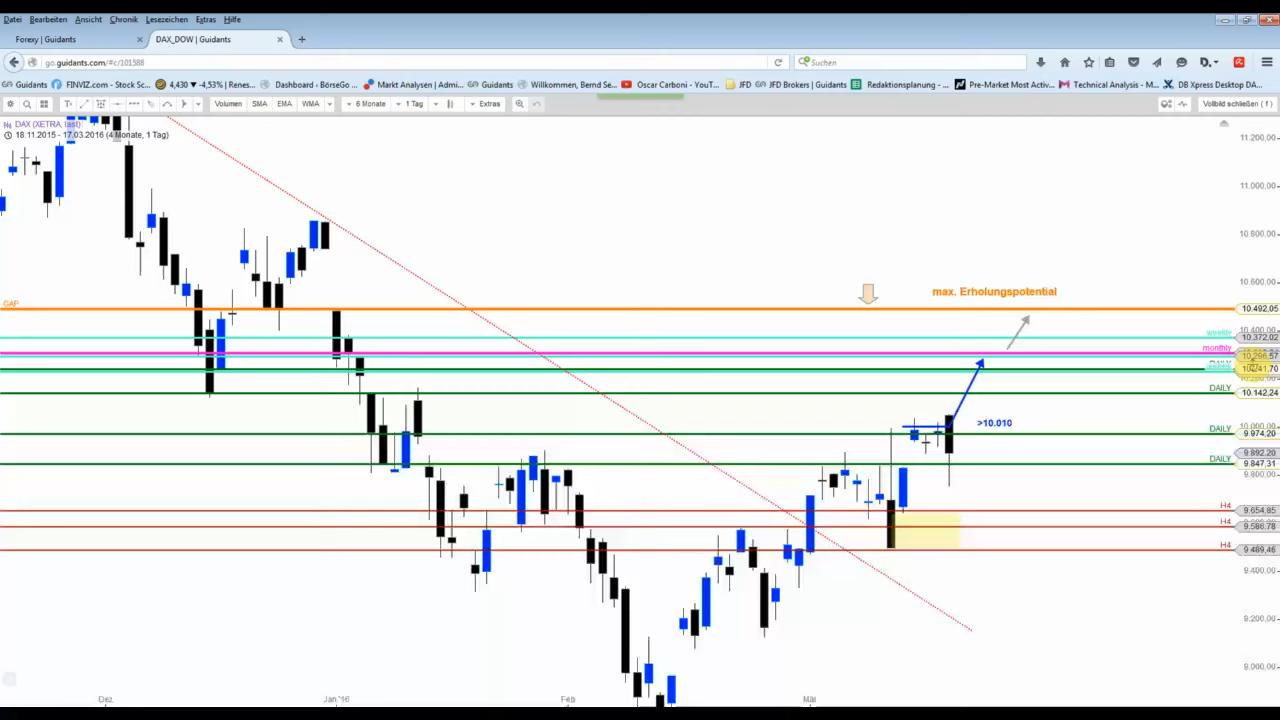 Datei Bearbeiten Ansicht Chronik Lesezeichen Extras Hilfe
Forexy | Guidants × DAX_DOW | Guidants × +
go.guidants.com/#c/101588 Suchen
Guidants FINVIZ.com - Stock... 4,430 ▾ -4,53% | Renes... Dashboard ‹ BörseGo... Markt Analysen | Admi... Guidants Willkommen, Bernd Se... Oscar Carboni - YouT... JFD JFD Brokers | Guidants Redaktionsplanung - ... Pre-Market Most Activ... Technical Analysis - M... DB Xpress Desktop DA...
Volumen SMA EMA WMA 6 Monate 1 Tag Extras Vollbild schließen ( f )
DAX (XETRA, last)
18.11.2015 - 17.03.2016 (4 Monate, 1 Tag)
11.200,00
11.000,00
10.800,00
10.600,00
max. Erholungspotential
GAP 10.492,05
10.400,00
weekly 10.372,02
monthly
DAILY 10.241,70
DAILY 10.142,24
>10.010
10.000,00
DAILY 9.974,20
9.892,20
DAILY 9.847,31
9.800,00
H4 9.654,85
H4 9.586,78
H4 9.489,46
9.400,00
9.200,00
9.000,00
Dez Jan '16 Feb Mär